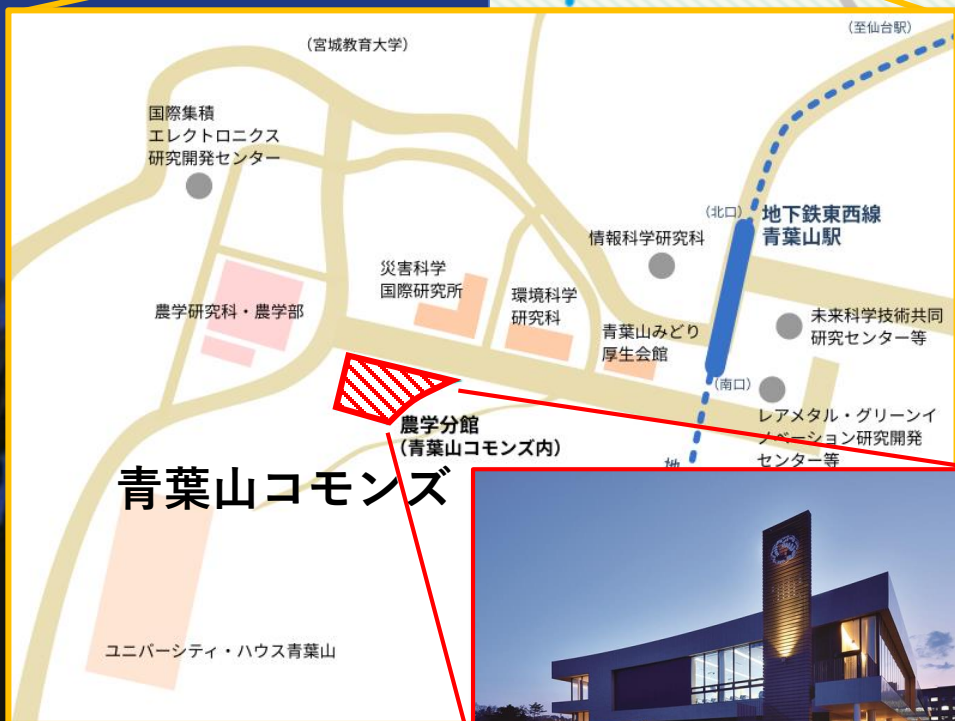 (至仙台駅)
(宮城教育大学)
国際集積
エレクトロニクス
研究開発センター
(北口)
地下鉄東西線
青葉山駅
情報科学研究科
災害科学
国際研究所
環境科学
研究科
農学研究科・農学部
未来科学技術共同
研究センター等
青葉山みどり
厚生会館
(南口)
レアメタル・グリーンイ
ノベーション研究開発
センター等
農学分館
(青葉山コモンズ内)
地
青葉山コモンズ
ユニバーシティ・ハウス青葉山